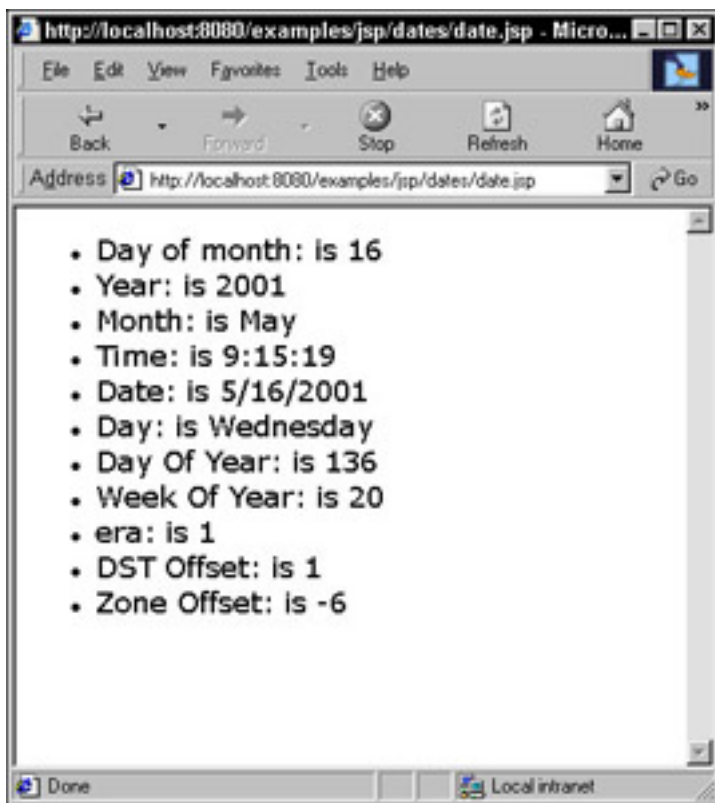 http://localhost:8080/examples/jsp/dates/date.jsp - Micro...
File Edit View Favorites Tools Help
Back Forward Stop Refresh Home »
Address http://localhost:8080/examples/jsp/dates/date.jsp Go
• Day of month: is 16
• Year: is 2001
• Month: is May
• Time: is 9:15:19
• Date: is 5/16/2001
• Day: is Wednesday
• Day Of Year: is 136
• Week Of Year: is 20
• era: is 1
• DST Offset: is 1
• Zone Offset: is -6
Done Local intranet